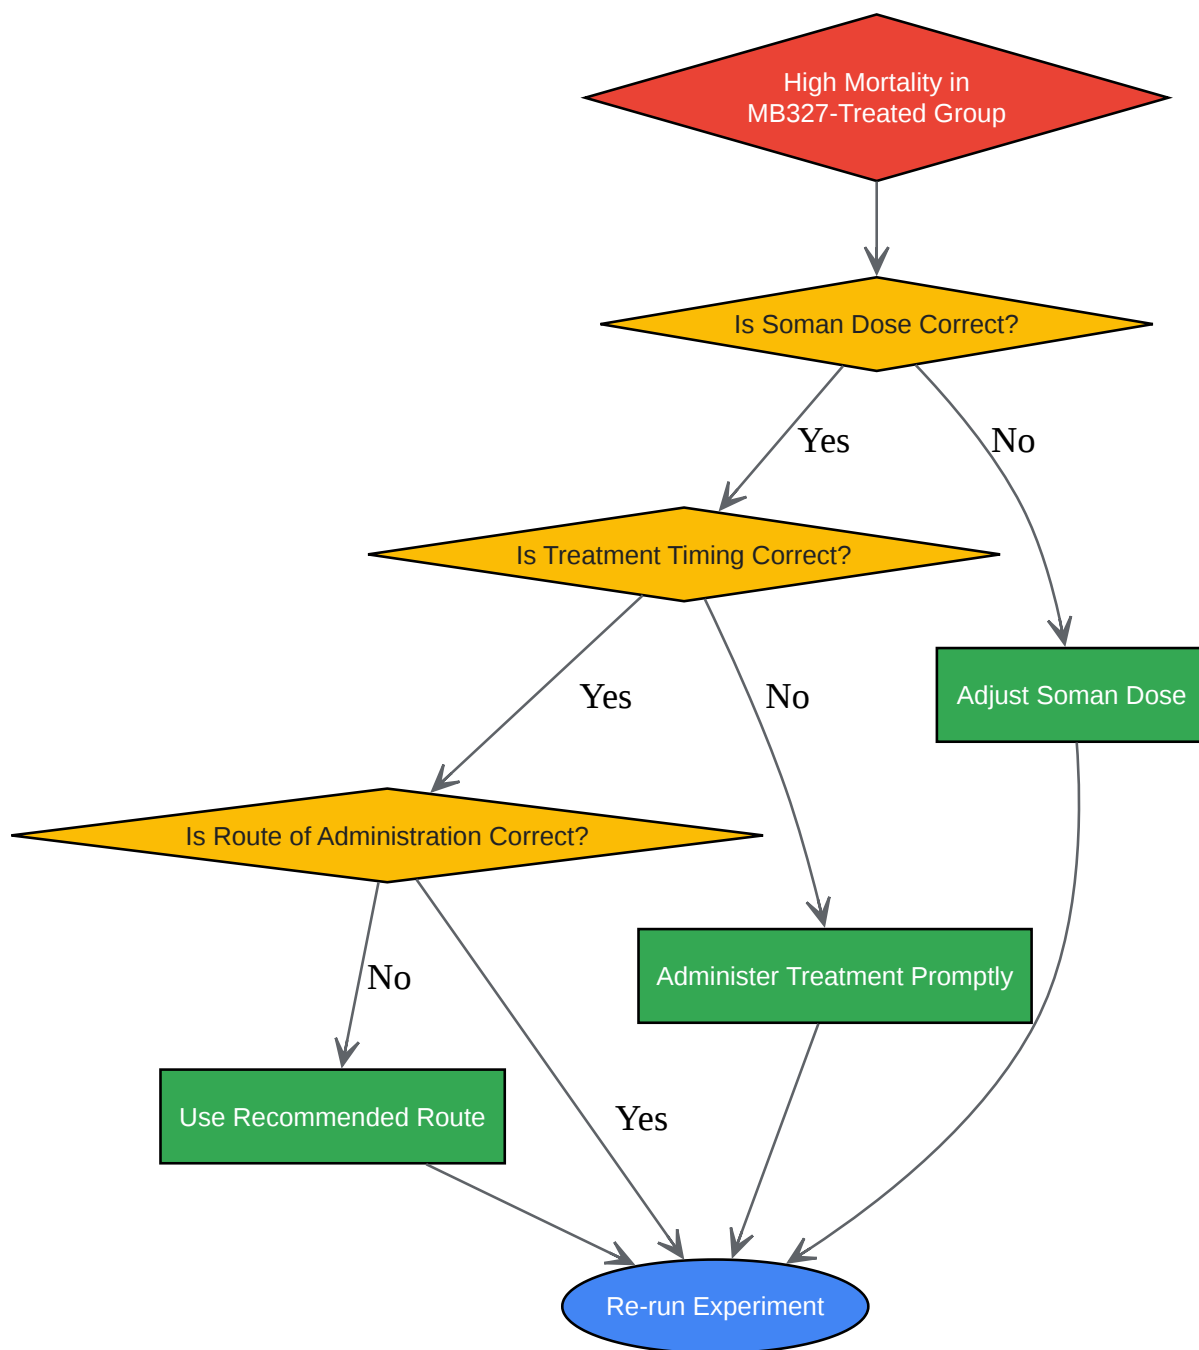 High Mortality in
MB327-Treated Group
Is Soman Dose Correct?
Yes
No
Is Treatment Timing Correct?
Yes
No
Adjust Soman Dose
Is Route of Administration Correct?
No
Administer Treatment Promptly
Use Recommended Route
Yes
Re-run Experiment